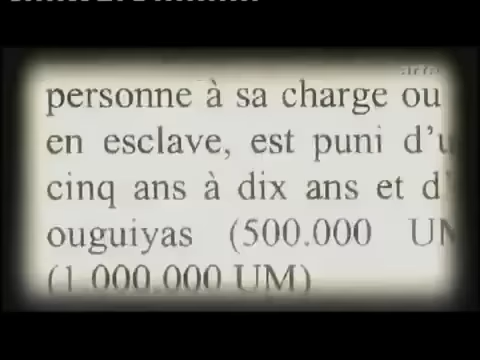 personne à sa charge ou
en esclave, est puni d'u
cinq ans à dix ans et d'
ouguiyas (500.000 UM
(1.000.000 UM)